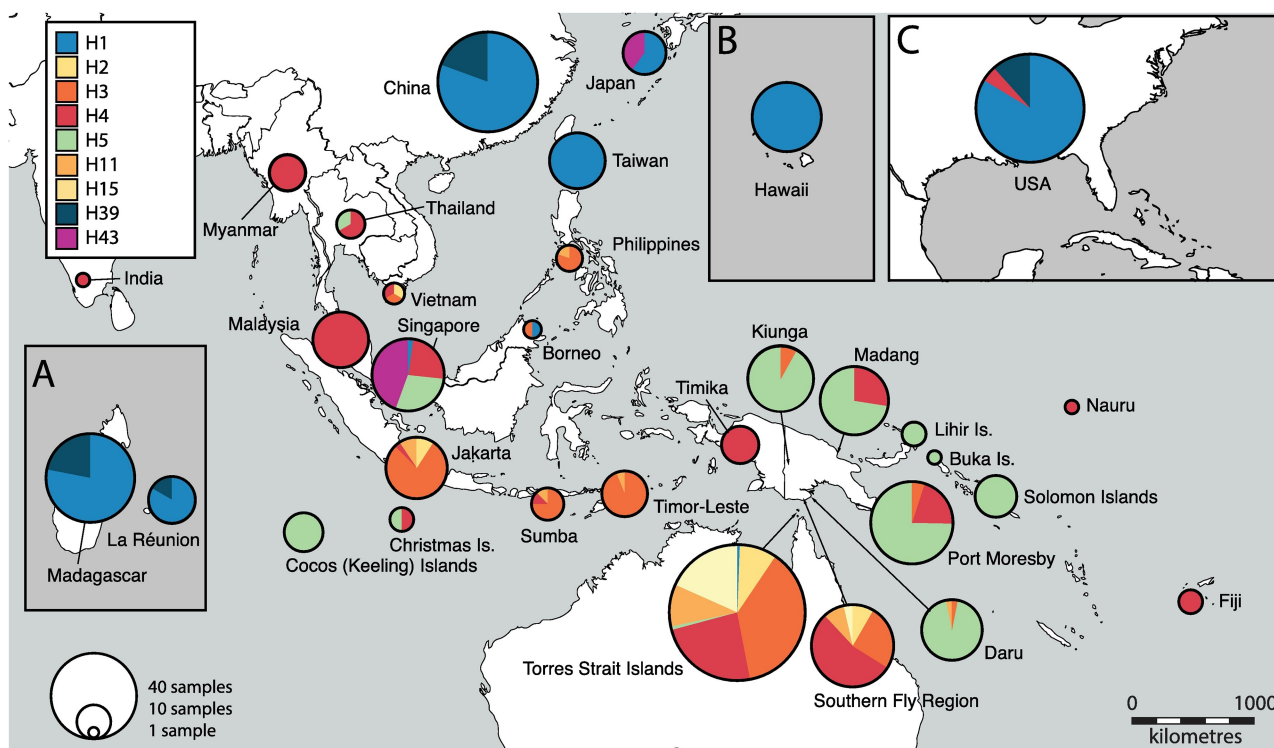 H1
H2
H3
H4
H5
H11
H15
H39
H43
China
Japan
Taiwan
Myanmar
Thailand
Philippines
India
Vietnam
Malaysia
Singapore
Borneo
B
Hawaii
C
USA
A
La Réunion
Madagascar
Kiunga
Madang
Timika
Nauru
Lihir Is.
Buka Is.
Solomon Islands
Jakarta
Timor-Leste
Sumba
Christmas Is.
Cocos (Keeling) Islands
Port Moresby
Fiji
Daru
Torres Strait Islands
Southern Fly Region
40 samples
10 samples
1 sample
0 1000
kilometres